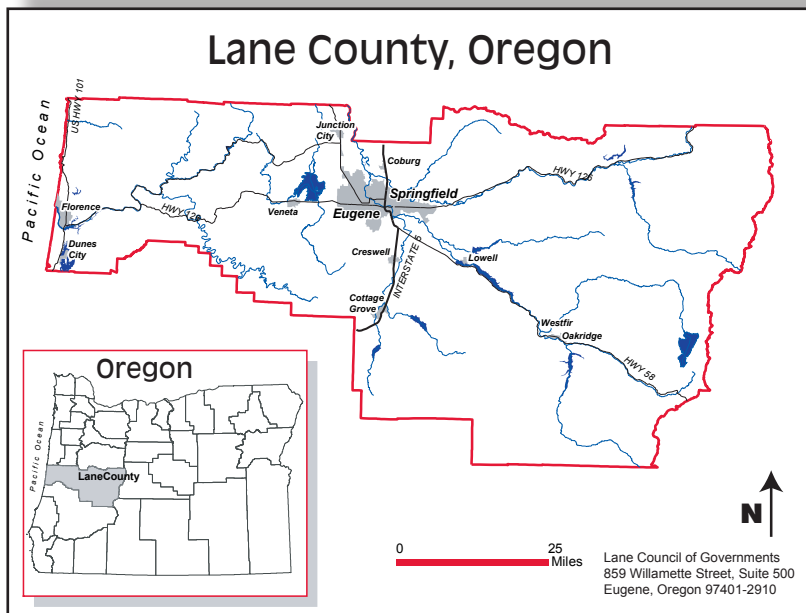 Lane County, Oregon
Pacific Ocean
US HWY 101
Junction
City
Coburg
HWY 126
Springfield
Florence
HWY 126
Veneta
Eugene
Dunes
City
Creswell
INTERSTATE 5
Lowell
Cottage
Grove
Westfir
Oakridge
HWY 58
Oregon
Pacific Ocean
LaneCounty
N
0 25
Miles
Lane Council of Governments
859 Willamette Street, Suite 500
Eugene, Oregon 97401-2910